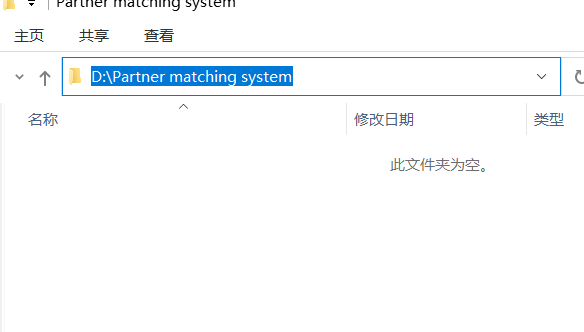 Partner matching system
主页 共享 查看
D:\Partner matching system
名称 修改日期 类型
此文件夹为空。